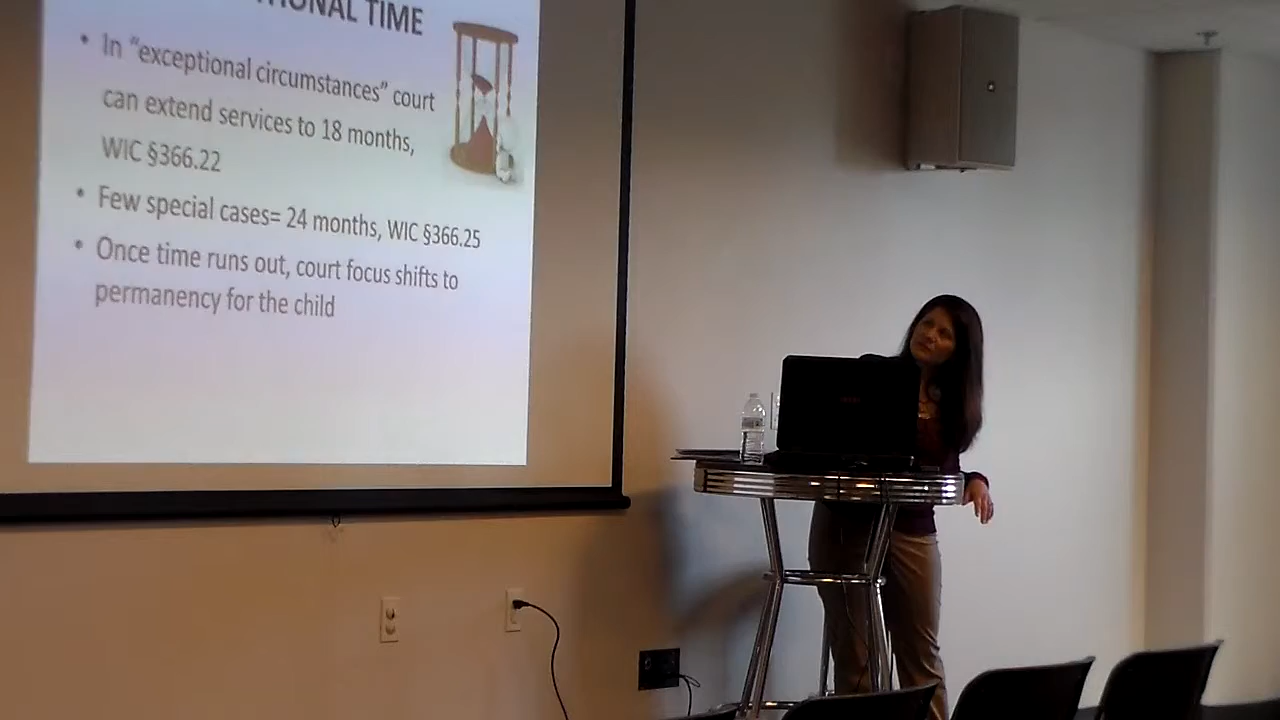 TIME
• In “exceptional circumstances” court
can extend services to 18 months,
WIC §366.22
• Few special cases= 24 months, WIC §366.25
• Once time runs out, court focus shifts to
permanency for the child